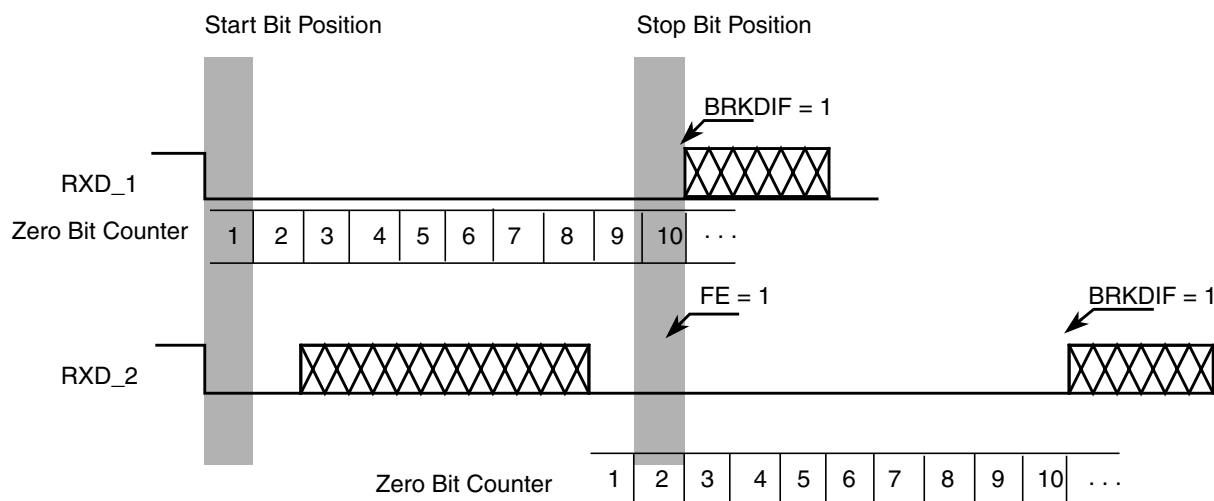 Start Bit Position Stop Bit Position
BRKDIF = 1
RXD_1
Zero Bit Counter 1 2 3 4 5 6 7 8 9 10 . . .
FE = 1 BRKDIF = 1
RXD_2
Zero Bit Counter 1 2 3 4 5 6 7 8 9 10 . . .